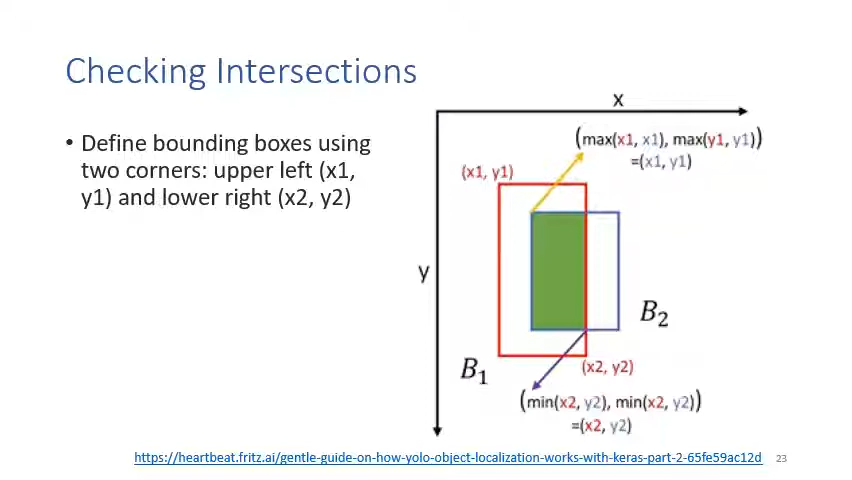 Checking Intersections
• Define bounding boxes using
two corners: upper left (x1,
y1) and lower right (x2, y2)
x
(max(x1, x1), max(y1, y1))
=(x1, y1)
(x1, y1)
y
B₂
B₁
(x2, y2)
(min(x2, y2), min(x2, y2))
=(x2, y2)
https://heartbeat.fritz.ai/gentle-guide-on-how-yolo-object-localization-works-with-keras-part-2-65fe59ac12d
23